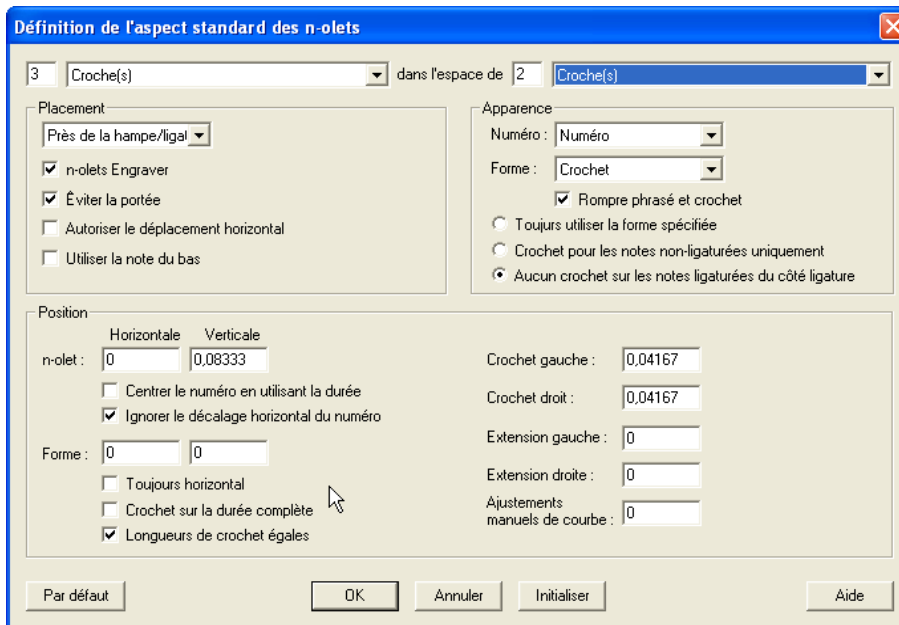 Définition de l'aspect standard des n-olets
3 Croche(s) dans l'espace de 2 Croche(s)
Placement
Près de la hampe/ligat
n-olets Engraver
Éviter la portée
Autoriser le déplacement horizontal
Utiliser la note du bas
Apparence
Numéro : Numéro
Forme : Crochet
Rompre phrasé et crochet
Toujurs utiliser la forme spécifiée
Crochet pour les notes non-ligaturées uniquement
Aucun crochet sur les notes ligaturées du côté ligature
Position
Horizontale Verticale
n-olet : 0 0,08333
Centrer le numéro en utilisant la durée
Ignorer le décalage horizontal du numéro
Forme : 0 0
Toujours horizontal
Crochet sur la durée complète
Longueurs de crochet égales
Crochet gauche : 0,04167
Crochet droit : 0,04167
Extension gauche : 0
Extension droite : 0
Ajustements
manuels de courbe : 0
Par défaut OK Annuler Initialiser Aide